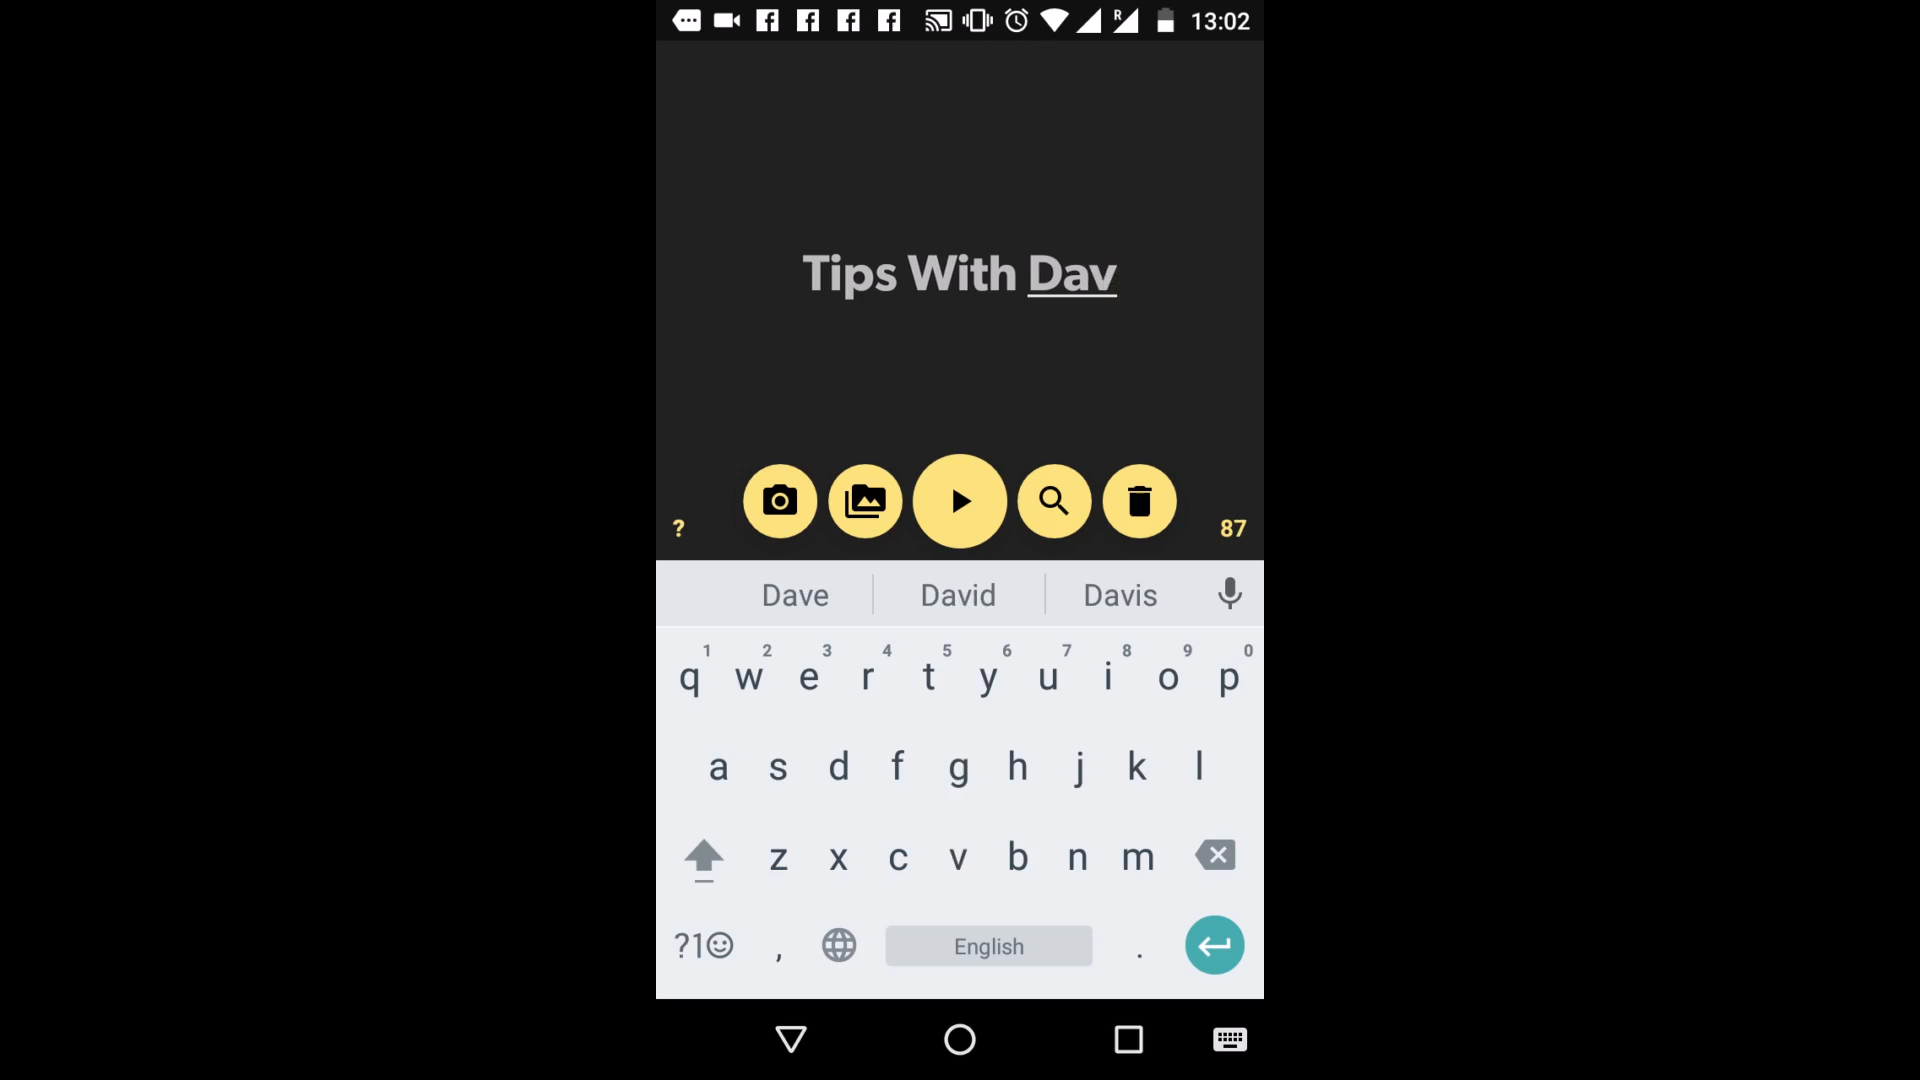 R 13:02
Tips With Dav
? 87
Dave David Davis
1 2 3 4 5 6 7 8 9 0
q w e r t y u i o p
a s d f g h j k l
z x c v b n m
?1☺ , English .